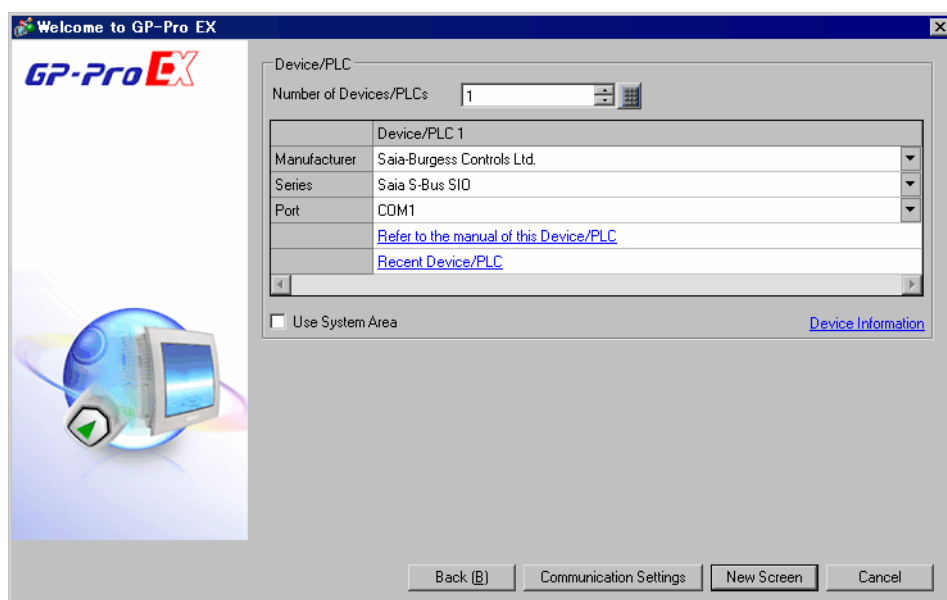 Welcome to GP-Pro EX
GP-Pro EX
Device/PLC
Number of Devices/PLCs 1
Device/PLC 1
Manufacturer Saia-Burgess Controls Ltd.
Series Saia S-Bus SIO
Port COM1
Refer to the manual of this Device/PLC
Recent Device/PLC
Use System Area Device Information
Back (B) Communication Settings New Screen Cancel